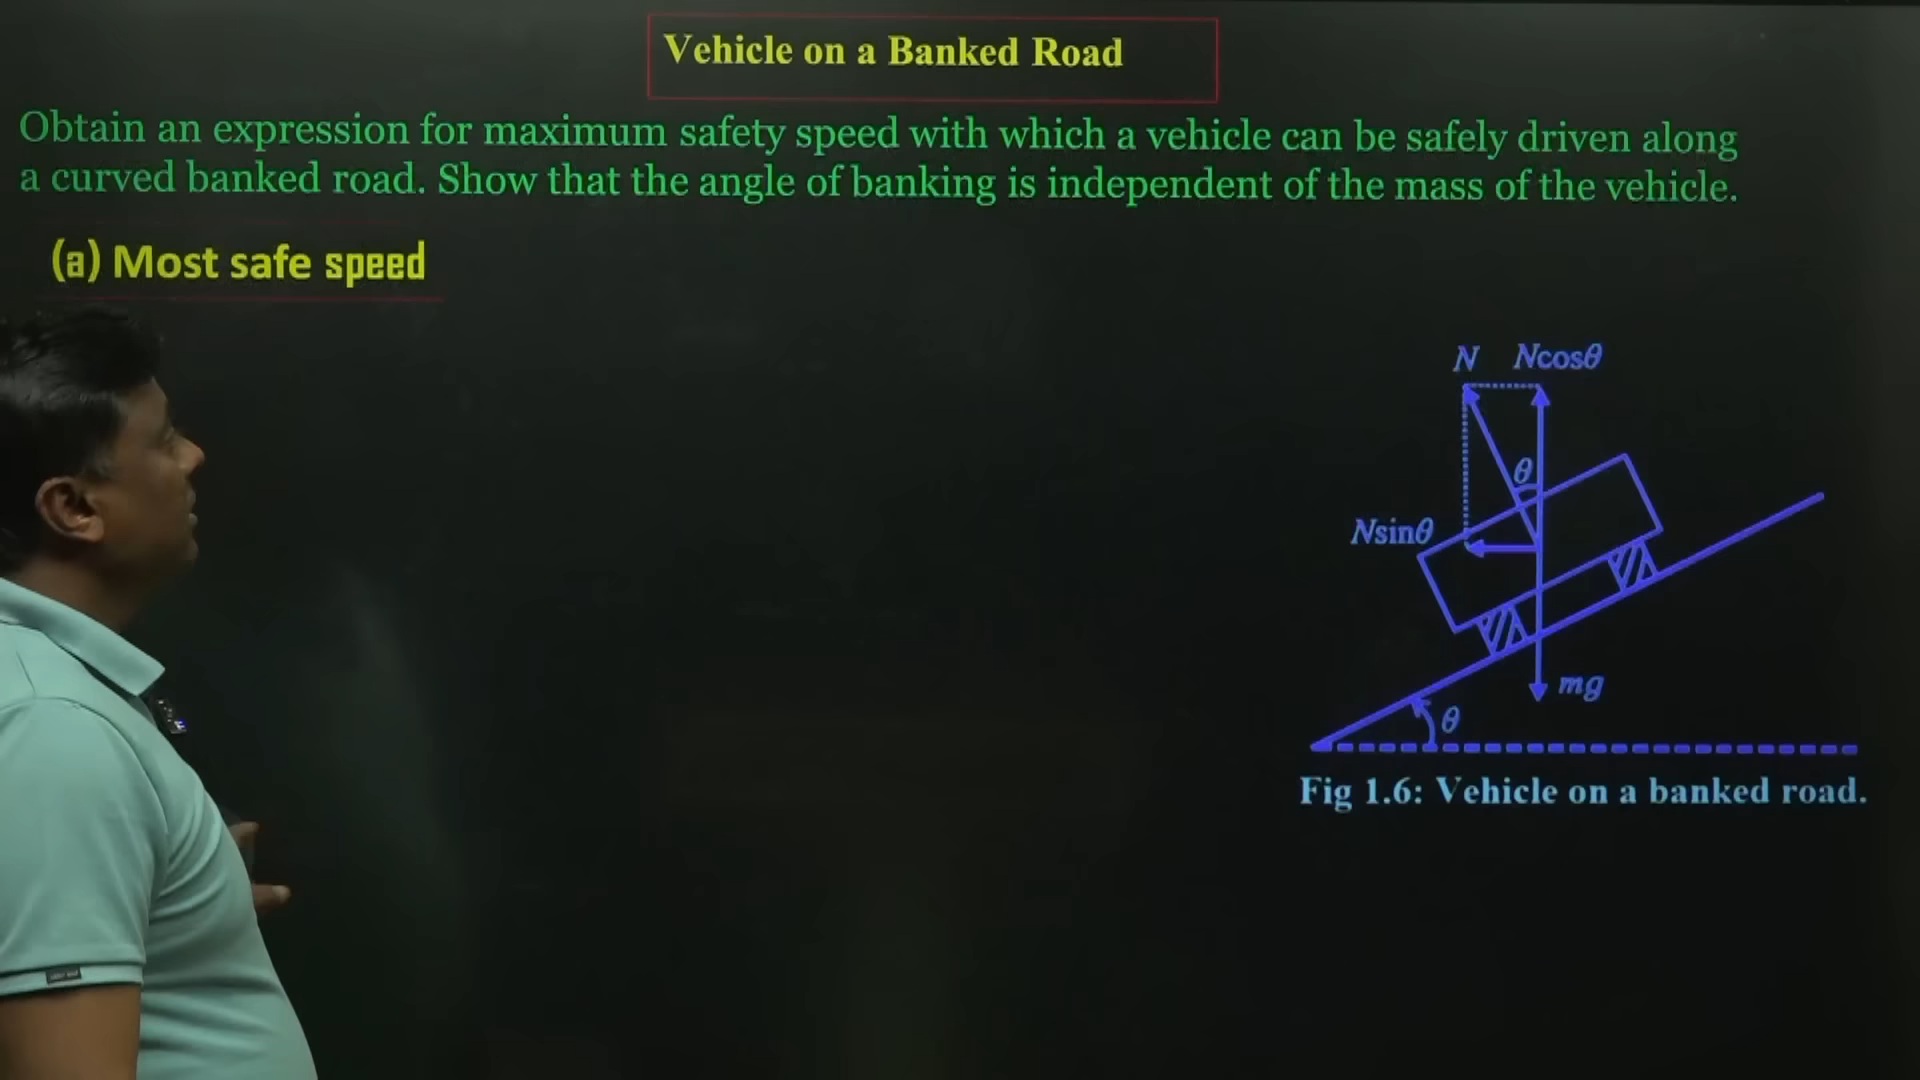 Vehicle on a Banked Road
Obtain an expression for maximum safety speed with which a vehicle can be safely driven along
a curved banked road. Show that the angle of banking is independent of the mass of the vehicle.
(a) Most safe speed
N Ncosθ
θ
Nsinθ
mg
θ
Fig 1.6: Vehicle on a banked road.